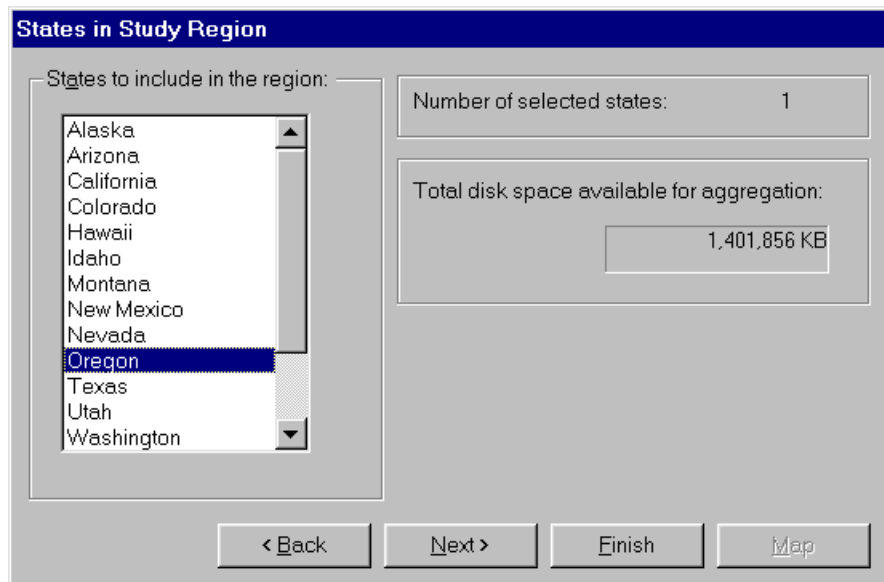 States in Study Region
States to include in the region:
Alaska
Arizona
California
Colorado
Hawaii
Idaho
Montana
New Mexico
Nevada
Oregon
Texas
Utah
Washington
Number of selected states: 1
Total disk space available for aggregation:
1,401,856 KB
< Back
Next >
Finish
Map